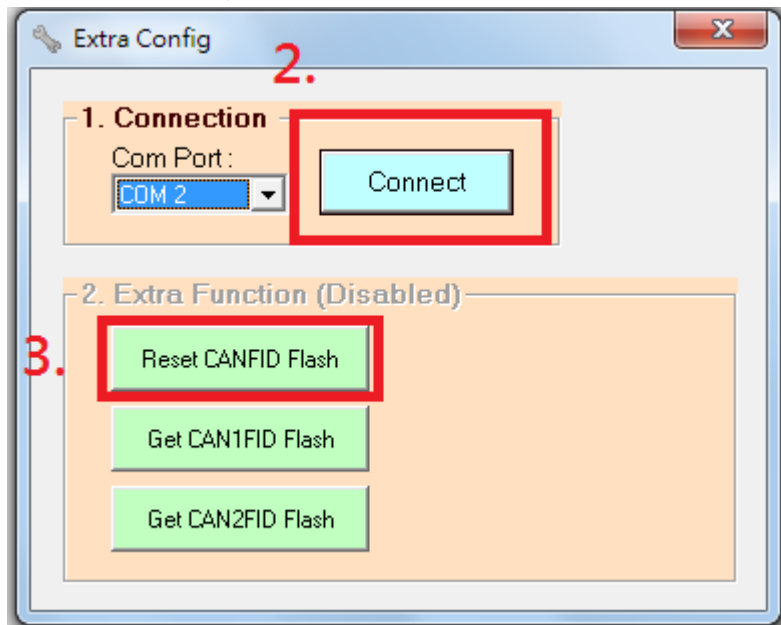 Extra Config
2.
1. Connection
Com Port :
COM 2
Connect
2. Extra Function (Disabled)
3.
Reset CANFID Flash
Get CAN1FID Flash
Get CAN2FID Flash